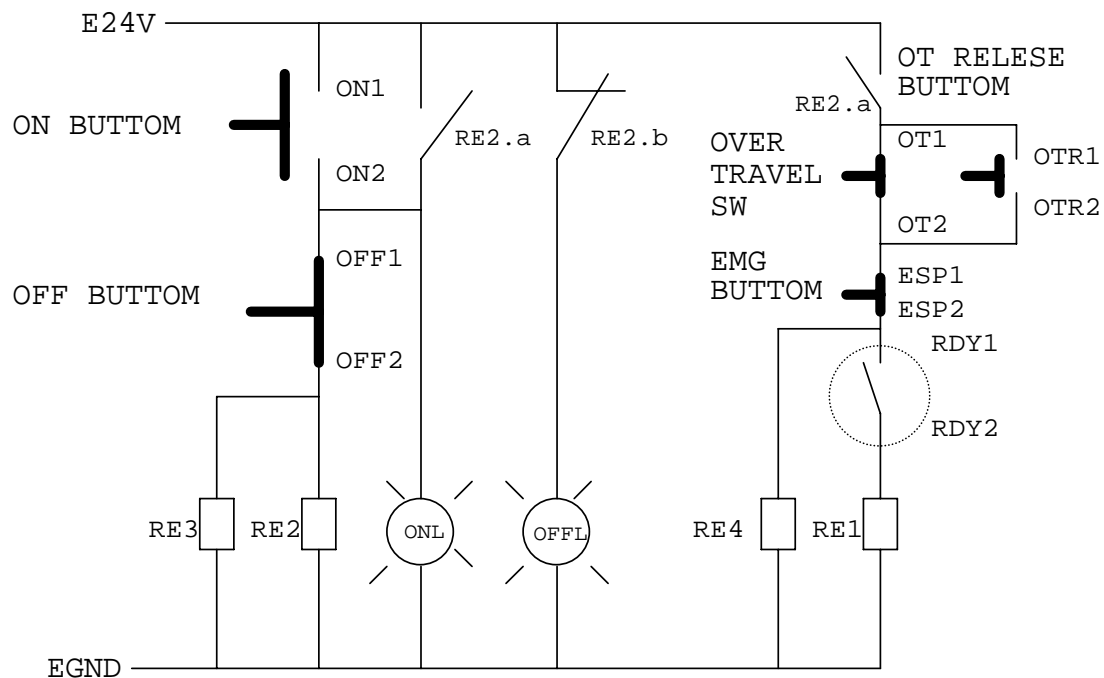 E24V
OT RELESE
BUTTOM
ON1
RE2.a
ON BUTTOM
RE2.a
RE2.b
OVER
TRAVEL
SW
OT1
OTR1
ON2
OTR2
OT2
OFF1
EMG
BUTTOM
ESP1
ESP2
OFF BUTTOM
RDY1
OFF2
RDY2
RE3
RE2
ONL
OFFL
RE4
RE1
EGND